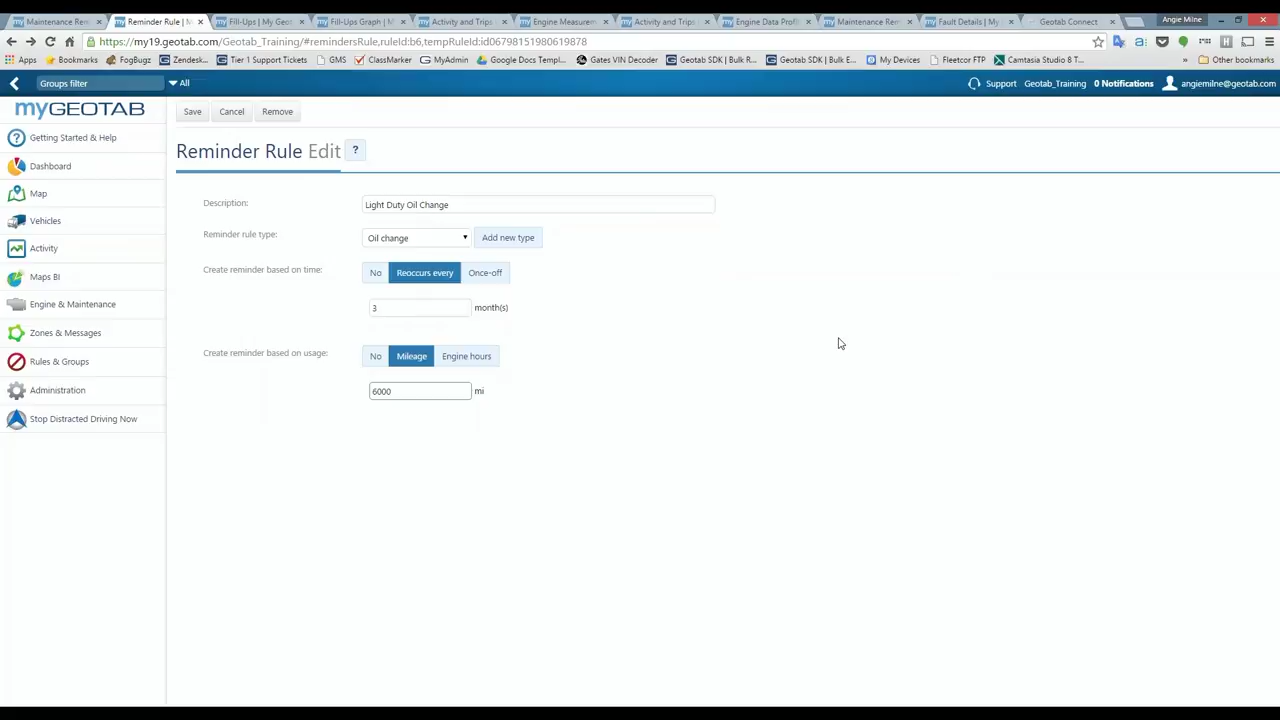 Maintenance Rem
Reminder Rule | M
Fill-Ups | My Geot
Fill-Ups Graph | M
Activity and Trips
Engine Measurem
Activity and Trips
Engine Data Profi
Maintenance Rem
Fault Details | My
Geotab Connect
Angie Milne
https://my19.geotab.com/Geotab_Training/#remindersRule,ruleId:b6,tempRuleId:id06798151980619878
Apps
Bookmarks
FogBugz
Zendesk...
Tier 1 Support Tickets
GMS
ClassMarker
MyAdmin
Google Docs Templ...
Gates VIN Decoder
Geotab SDK | Bulk R...
Geotab SDK | Bulk E...
My Devices
Fleetcor FTP
Camtasia Studio 8 T...
»
Other bookmarks
Groups filter
All
Support
Geotab_Training
0 Notifications
angiemilne@geotab.com
myGEOTAB
Getting Started & Help
Dashboard
Map
Vehicles
Activity
Maps BI
Engine & Maintenance
Zones & Messages
Rules & Groups
Administration
Stop Distracted Driving Now
Save
Cancel
Remove
Reminder Rule Edit ?
Description:
Light Duty Oil Change
Reminder rule type:
Oil change
Add new type
Create reminder based on time:
No
Reoccurs every
Once-off
3 month(s)
Create reminder based on usage:
No
Mileage
Engine hours
6000 mi